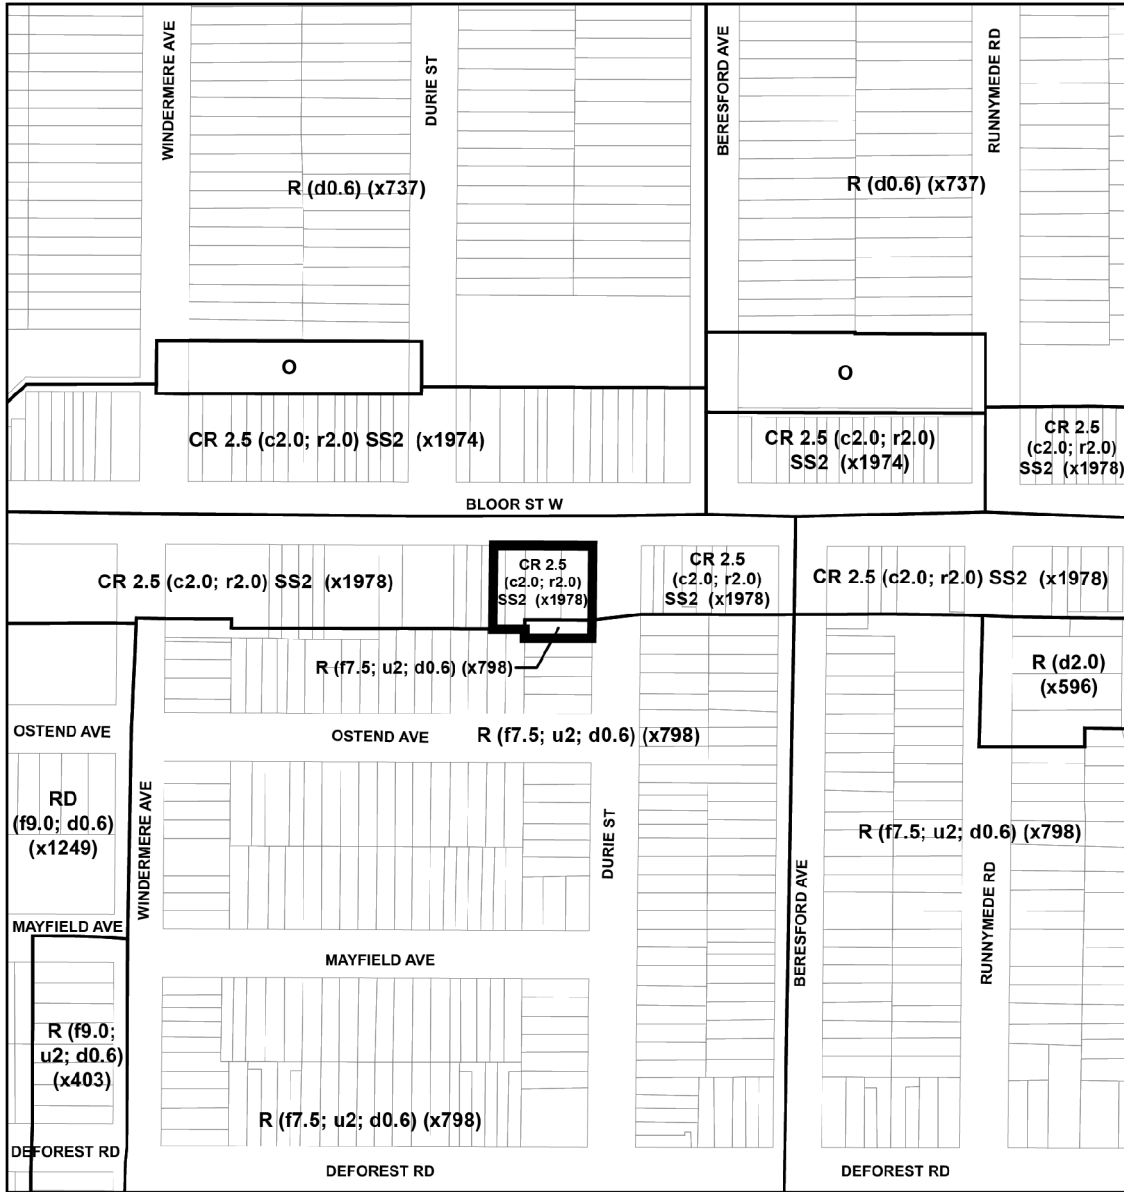 WINDERMERE AVE
DURIE ST
BERESFORD AVE
RUNNYMEDE RD
R (d0.6) (x737)
R (d0.6) (x737)
O
O
CR 2.5 (c2.0; r2.0) SS2 (x1974)
CR 2.5 (c2.0; r2.0)
SS2 (x1974)
CR 2.5
(c2.0; r2.0)
SS2 (x1978)
BLOOR ST W
CR 2.5 (c2.0; r2.0) SS2 (x1978)
CR 2.5
(c2.0; r2.0)
SS2 (x1978)
CR 2.5
(c2.0; r2.0)
SS2 (x1978)
CR 2.5 (c2.0; r2.0) SS2 (x1978)
R (f7.5; u2; d0.6) (x798)
R (d2.0)
(x596)
OSTEND AVE
OSTEND AVE
R (f7.5; u2; d0.6) (x798)
RD
(f9.0; d0.6)
(x1249)
WINDERMERE AVE
DURIE ST
R (f7.5; u2; d0.6) (x798)
BERESFORD AVE
RUNNYMEDE RD
MAYFIELD AVE
MAYFIELD AVE
R (f9.0;
u2; d0.6)
(x403)
R (f7.5; u2; d0.6) (x798)
DEFOREST RD
DEFOREST RD
DEFOREST RD